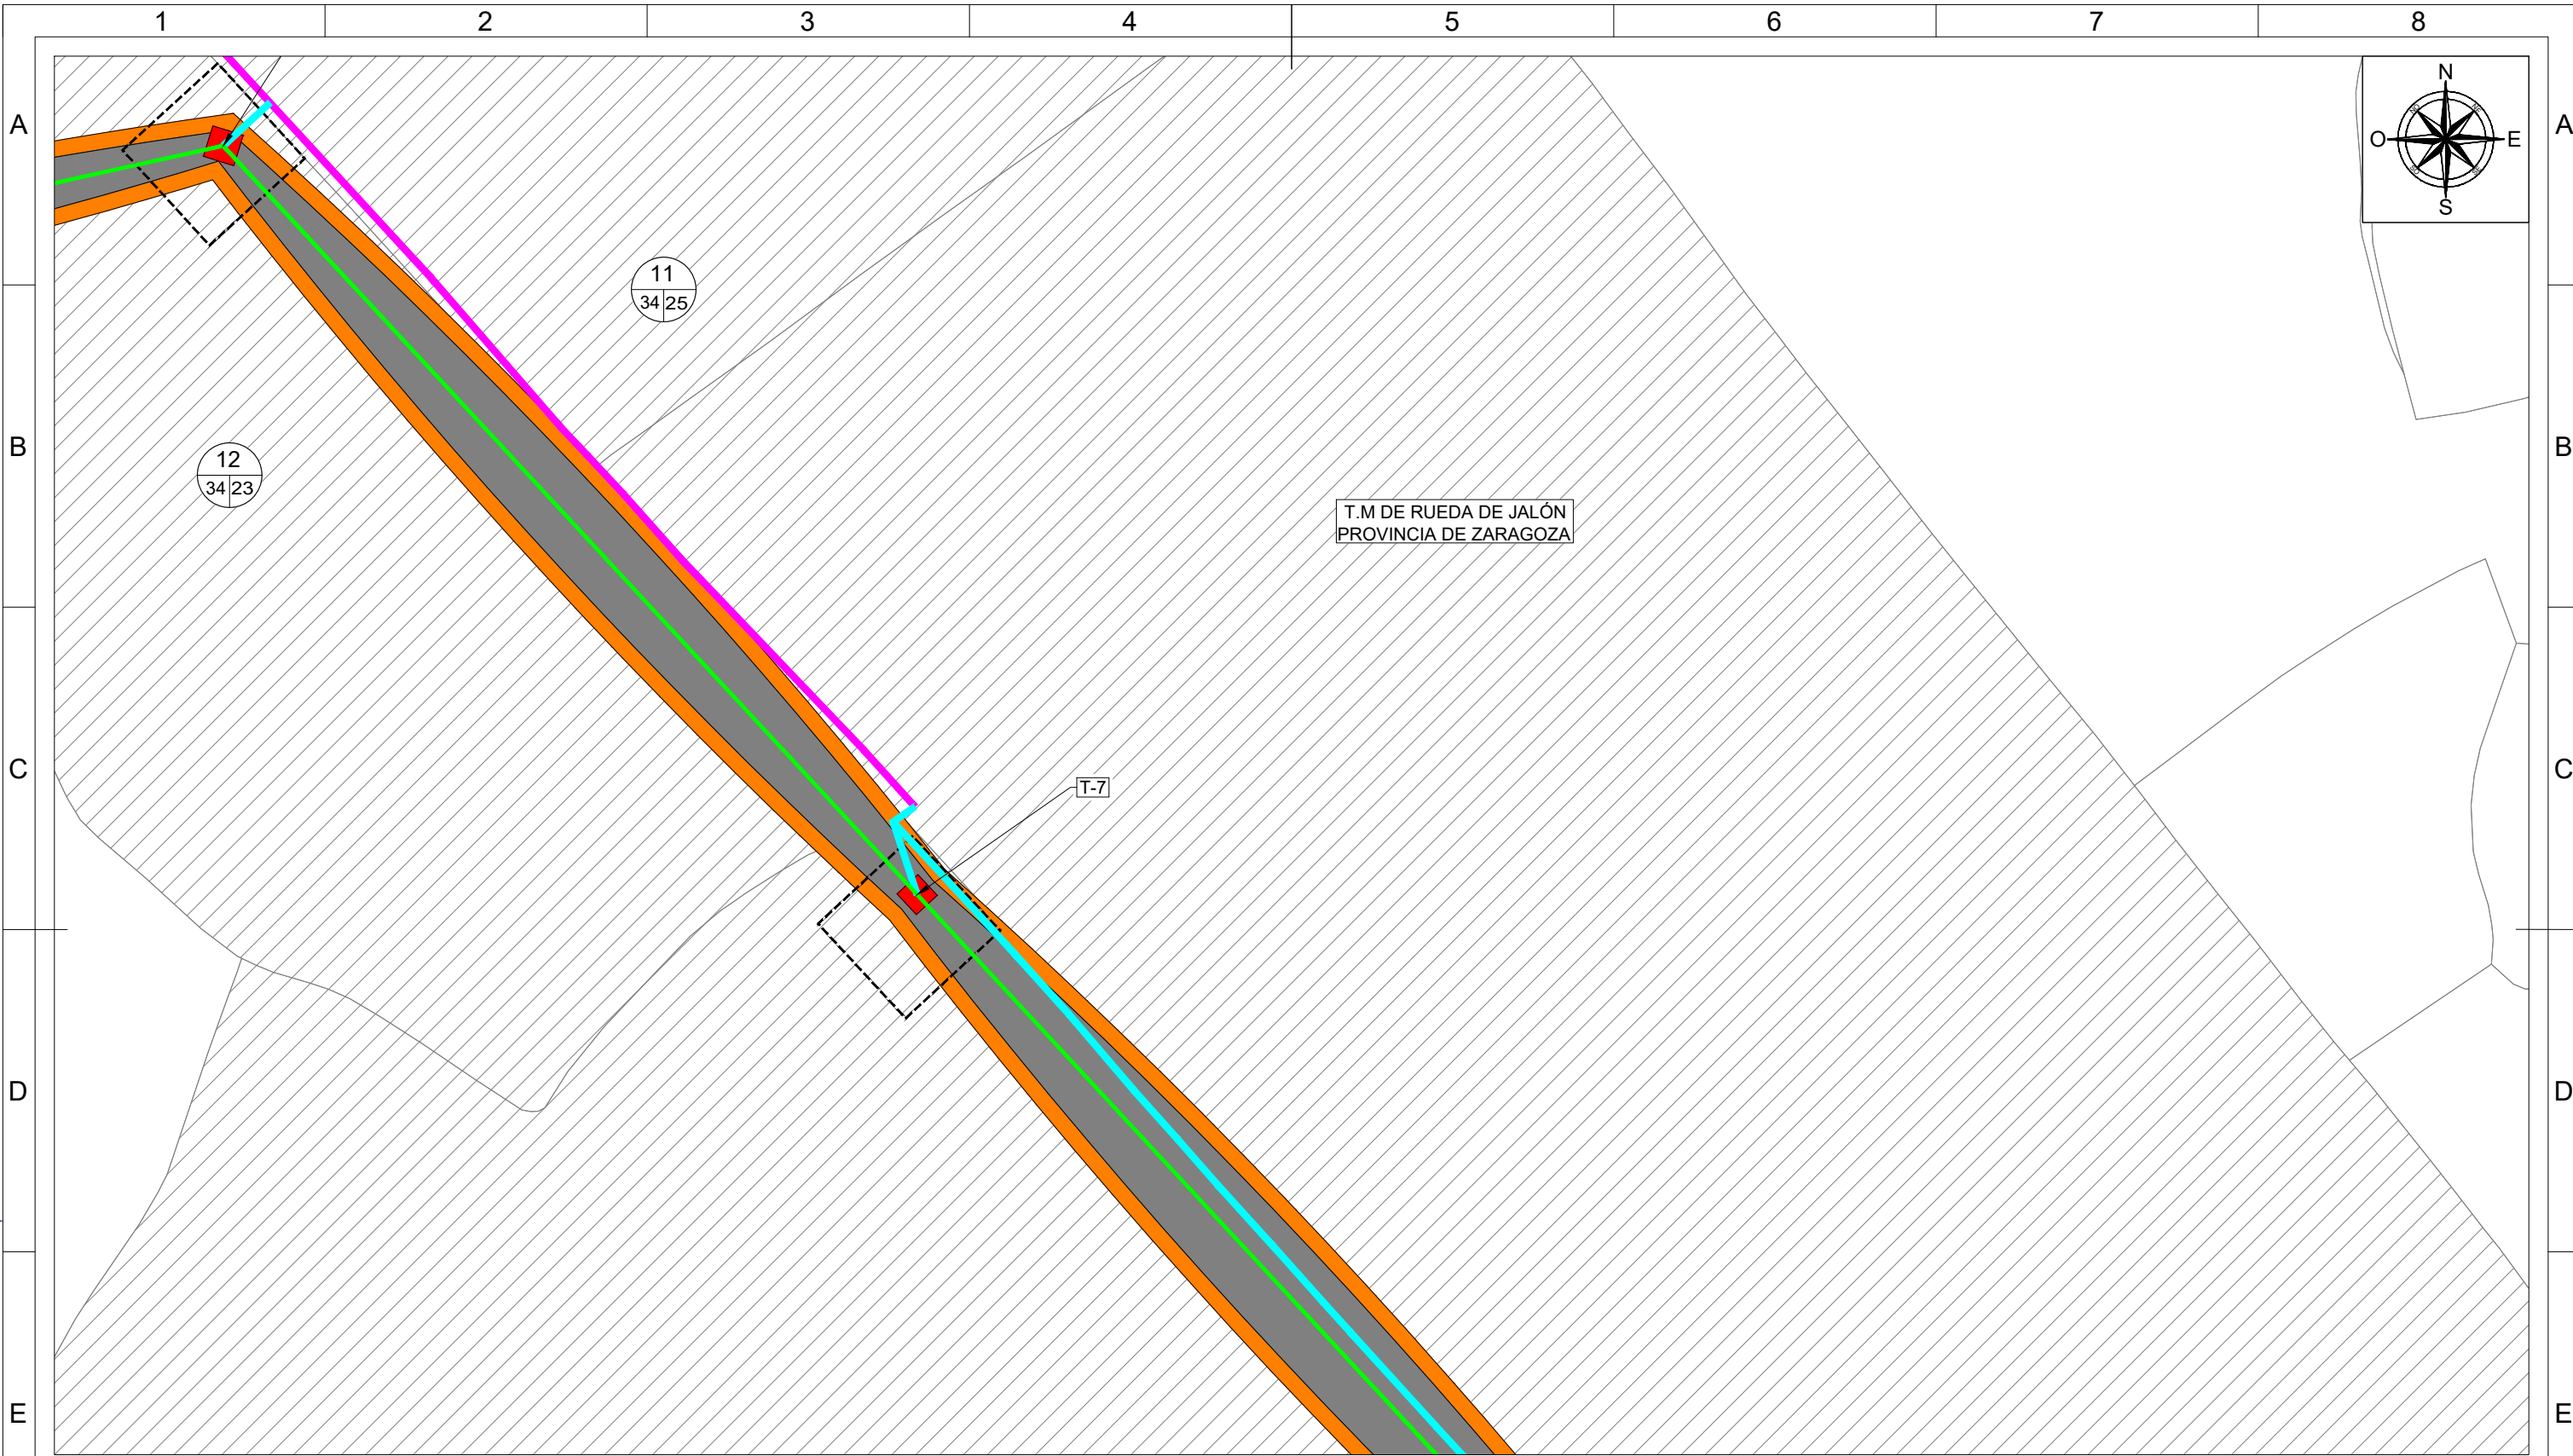 1 2 3 4 5 6 7 8
A A
N
O E
S
11
34 25
B B
12
34 23
T.M DE RUEDA DE JALÓN
PROVINCIA DE ZARAGOZA
C C
T-7
D D
E E